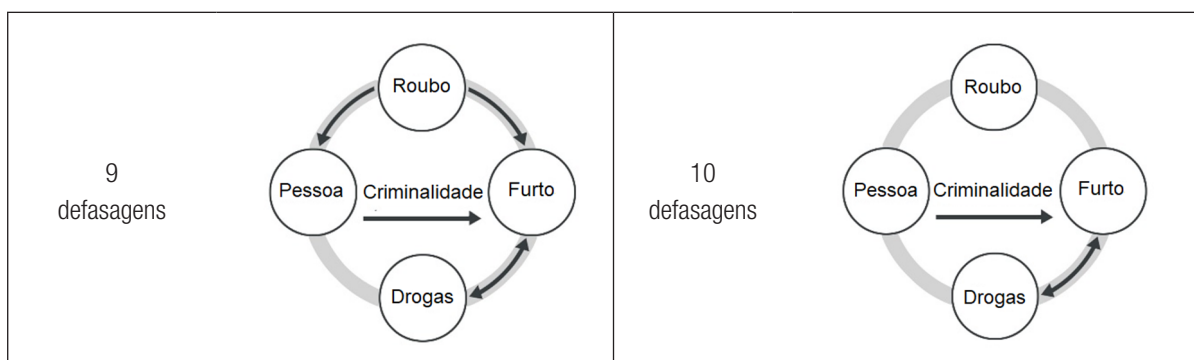 9
defasagens
Roubo
Pessoa
Criminalidade
Furto
Drogas
10
defasagens
Roubo
Pessoa
Criminalidade
Furto
Drogas